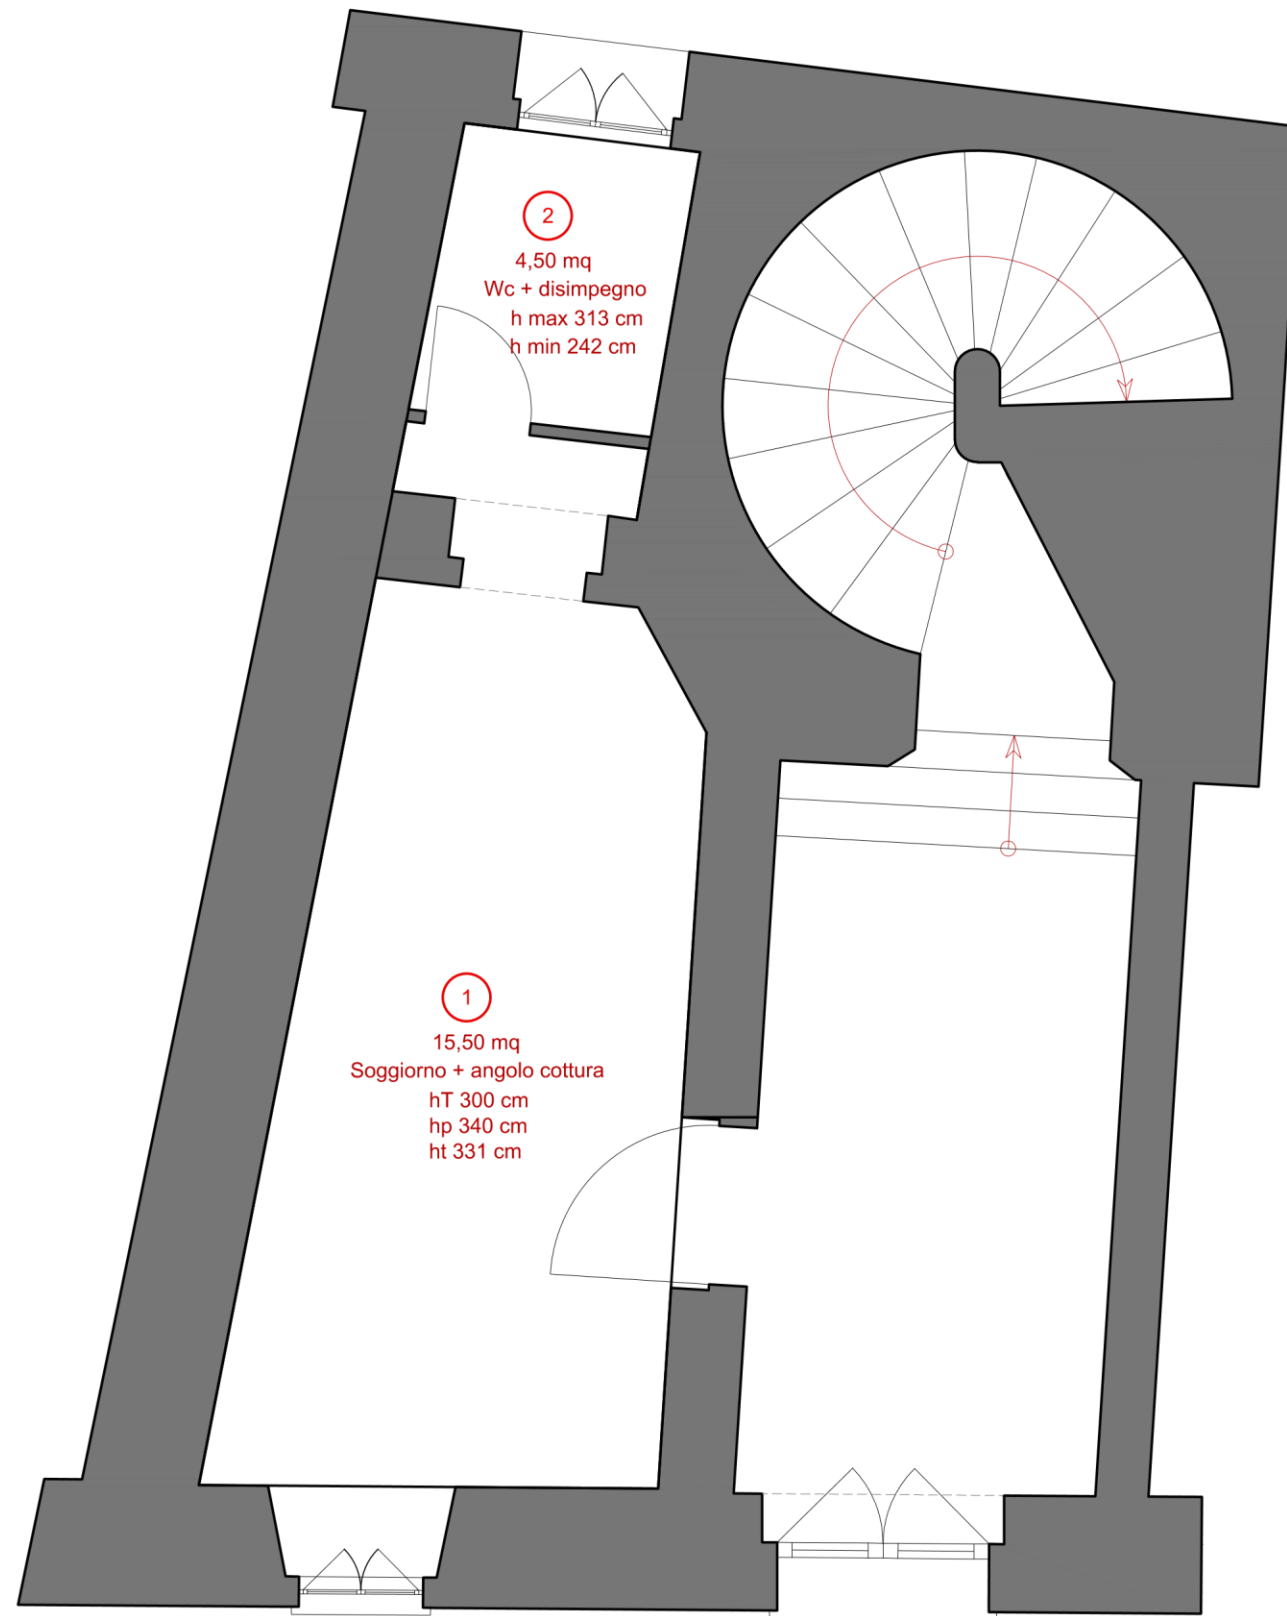 2
4,50 mq
Wc + disimpegno
h max 313 cm
h min 242 cm
1
15,50 mq
Soggiorno + angolo cottura
hT 300 cm
hp 340 cm
ht 331 cm